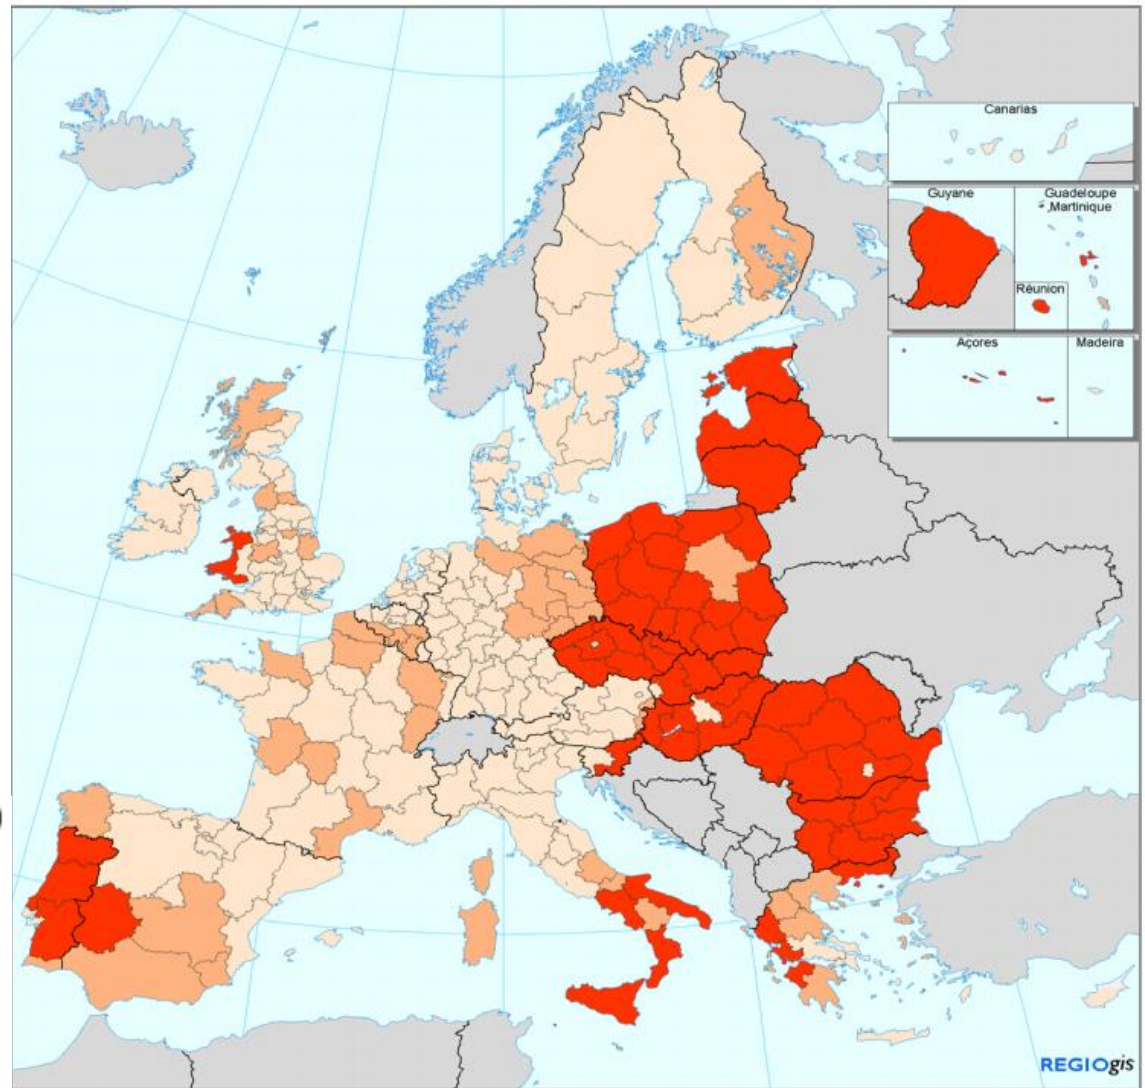 Canarias
Guyane
Guadeloupe
Martinique
Réunion
Açores
Madeira
REGIOgis